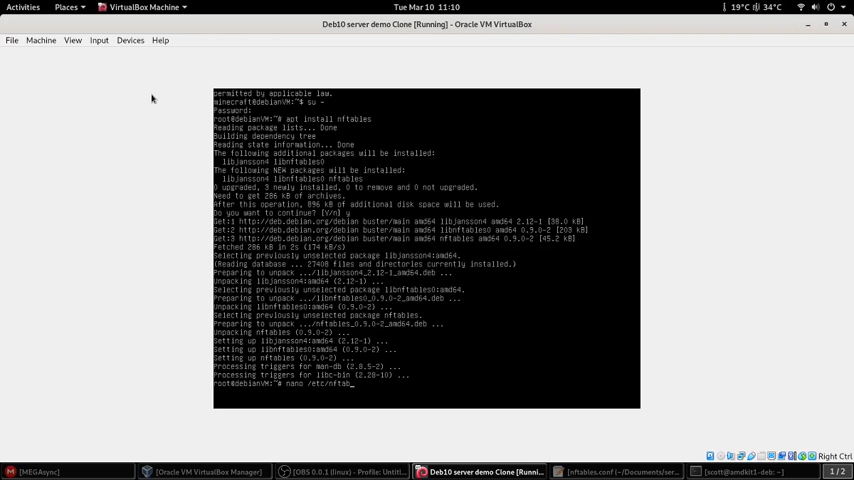 Activities Places VirtualBox Machine Tue Mar 10 11:10 19°C 34°C
Deb10 server demo Clone [Running] - Oracle VM VirtualBox
File Machine View Input Devices Help
permitted by applicable law.
minecraft@debianVM:~$ su -
Password:
root@debianVM:~# apt install nftables
Reading package lists... Done
Building dependency tree
Reading state information... Done
The following additional packages will be installed:
libjansson4 libnftables0
The following NEW packages will be installed:
libjansson4 libnftables0 nftables
0 upgraded, 3 newly installed, 0 to remove and 0 not upgraded.
Need to get 286 kB of archives.
After this operation, 896 kB of additional disk space will be used.
Do you want to continue? [Y/n] y
Get:1 http://deb.debian.org/debian buster/main amd64 libjansson4 amd64 2.12-1 [38.0 kB]
Get:2 http://deb.debian.org/debian buster/main amd64 libnftables0 amd64 0.9.0-2 [203 kB]
Get:3 http://deb.debian.org/debian buster/main amd64 nftables amd64 0.9.0-2 [45.2 kB]
Fetched 286 kB in 2s (174 kB/s)
Selecting previously unselected package libjansson4:amd64.
(Reading database ... 27408 files and directories currently installed.)
Preparing to unpack .../libjansson4_2.12-1_amd64.deb ...
Unpacking libjansson4:amd64 (2.12-1) ...
Selecting previously unselected package libnftables0:amd64.
Preparing to unpack .../libnftables0_0.9.0-2_amd64.deb ...
Unpacking libnftables0:amd64 (0.9.0-2) ...
Selecting previously unselected package nftables.
Preparing to unpack .../nftables_0.9.0-2_amd64.deb ...
Unpacking nftables (0.9.0-2) ...
Setting up libjansson4:amd64 (2.12-1) ...
Setting up libnftables0:amd64 (0.9.0-2) ...
Setting up nftables (0.9.0-2) ...
Processing triggers for man-db (2.8.5-2) ...
Processing triggers for libc-bin (2.28-10) ...
root@debianVM:~# nano /etc/nftab_
Right Ctrl
[MEGAsync] [Oracle VM VirtualBox Manager] [OBS 0.0.1 (linux) - Profile: Untitl... Deb10 server demo Clone [Runnin... [nftables.conf (~/Documents/ser... [scott@amdkit1-deb: ~] 1 / 2